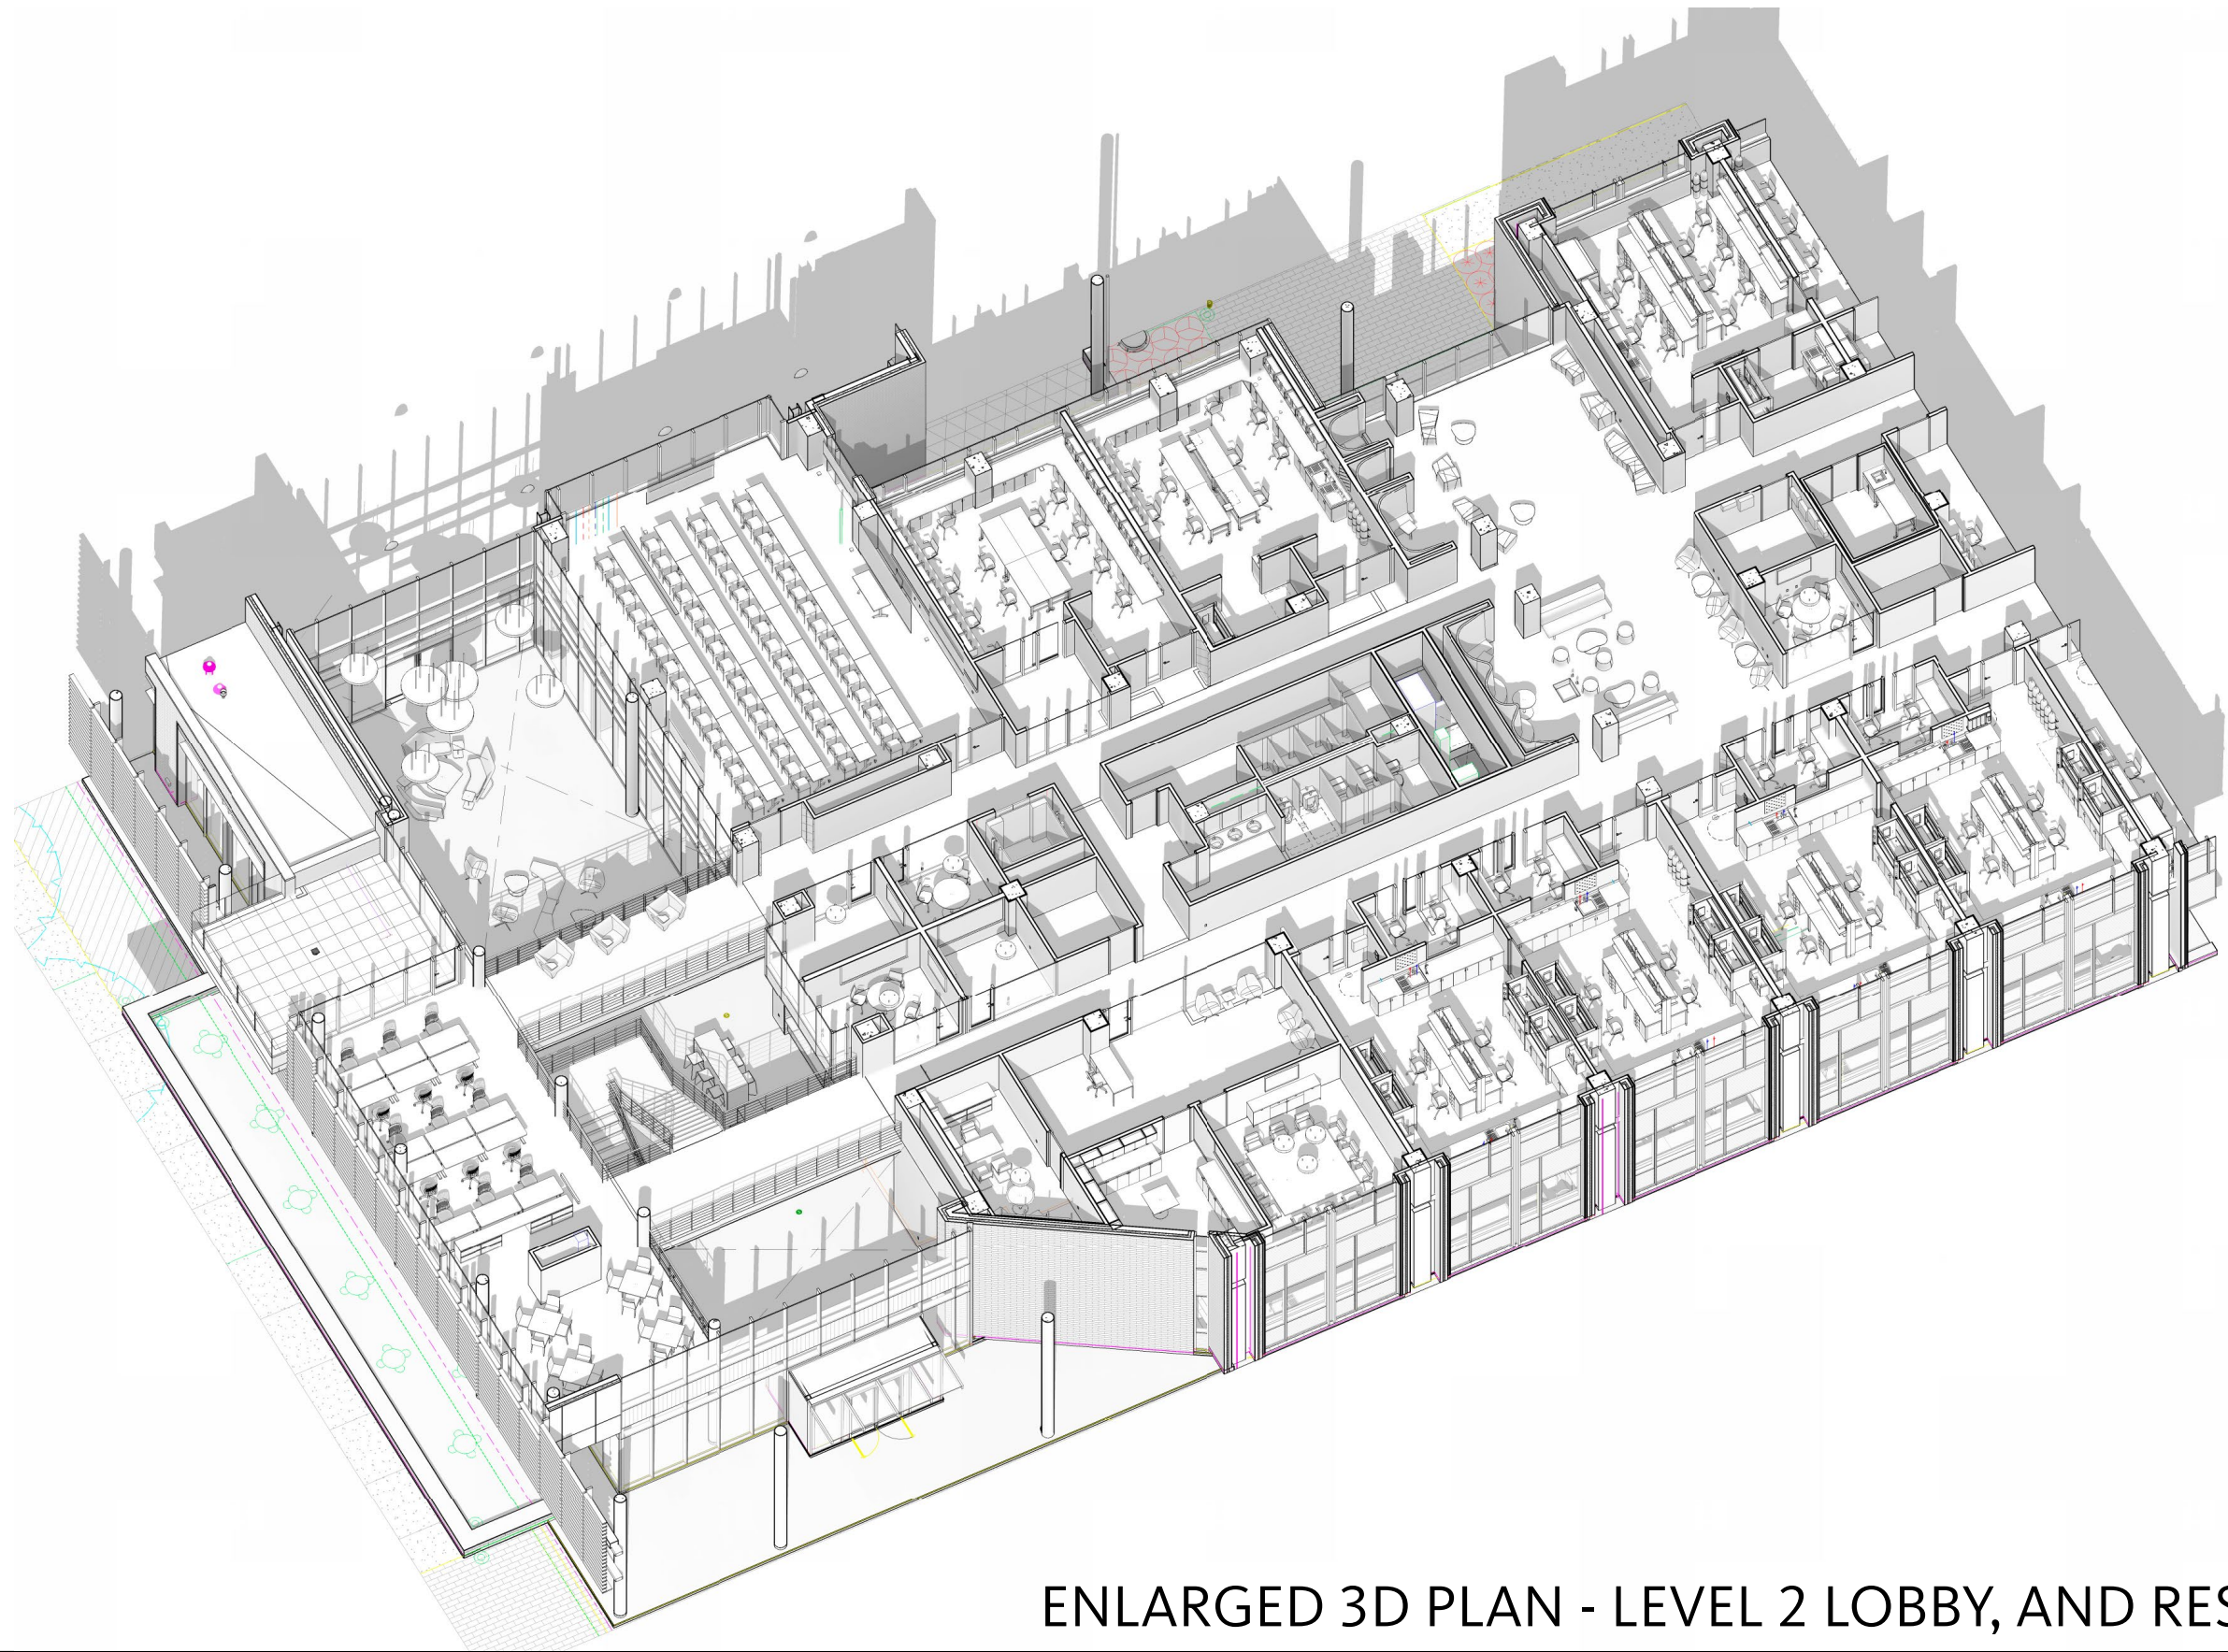 ENLARGED 3D PLAN - LEVEL 2 LOBBY, AND RES